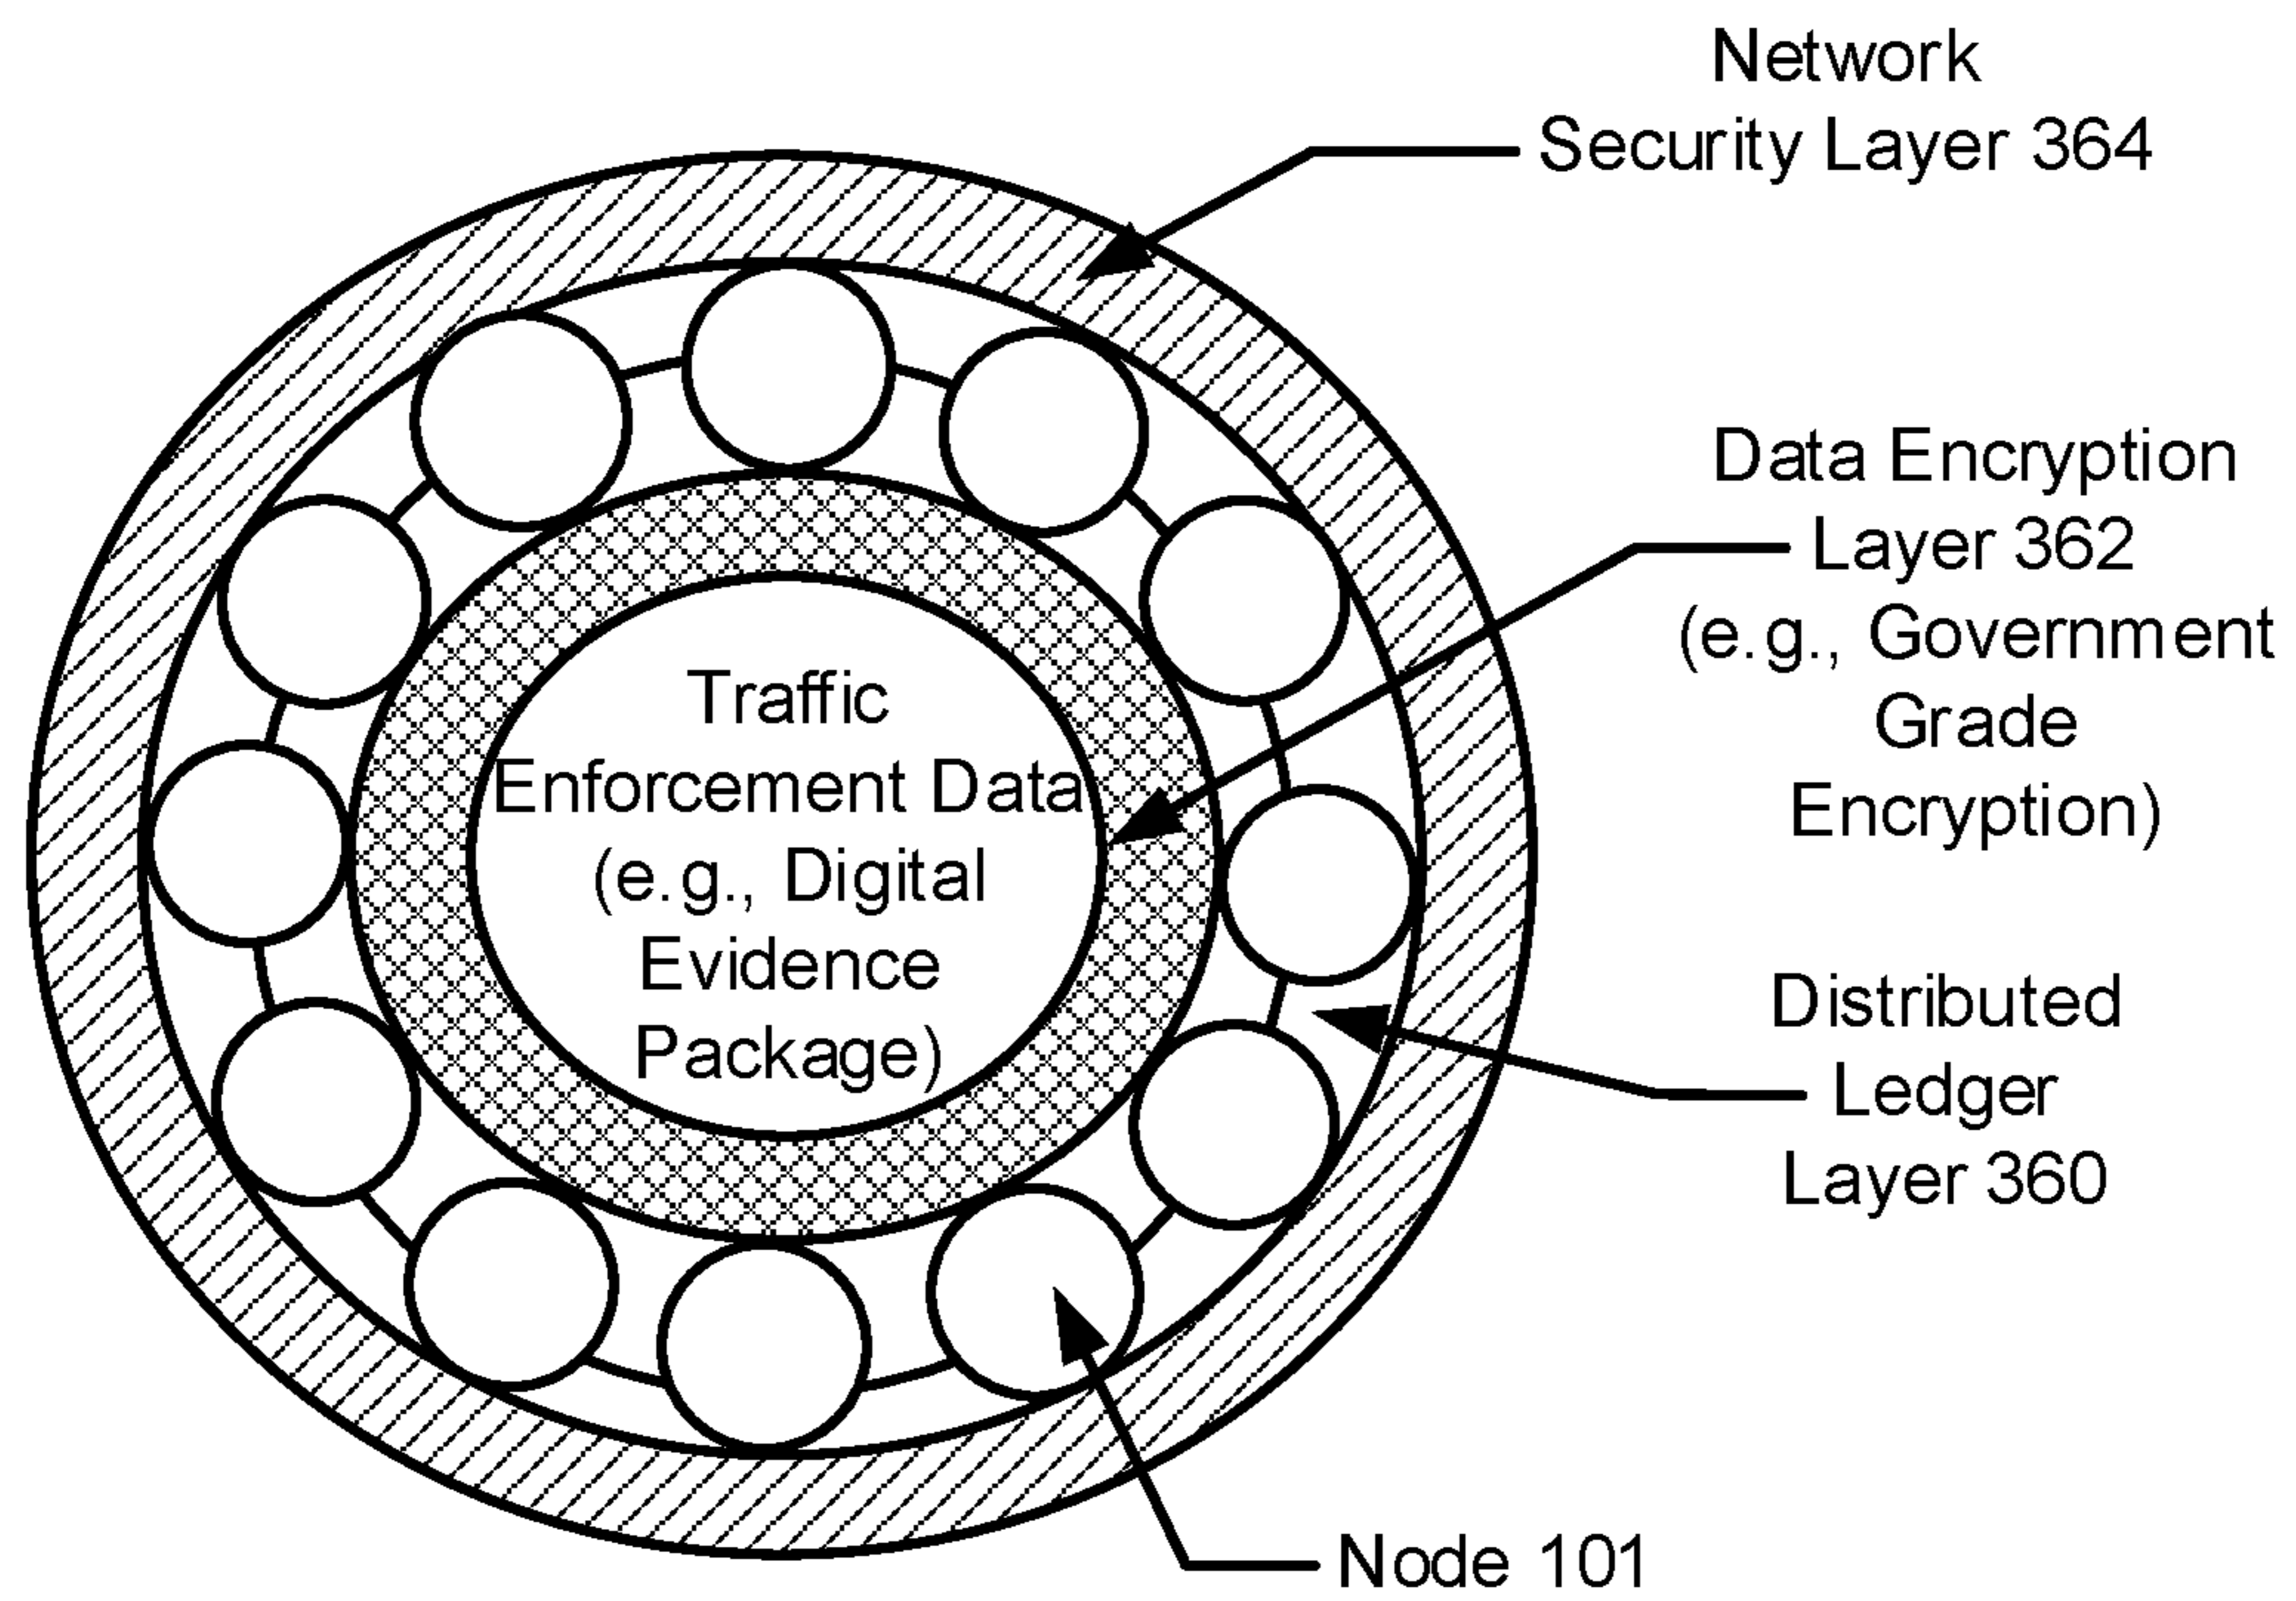 Network
Security Layer 364
Data Encryption
Layer 362
(e.g., Government
Grade
Encryption)
Traffic
Enforcement Data
(e.g., Digital
Evidence
Package)
Distributed
Ledger
Layer 360
Node 101